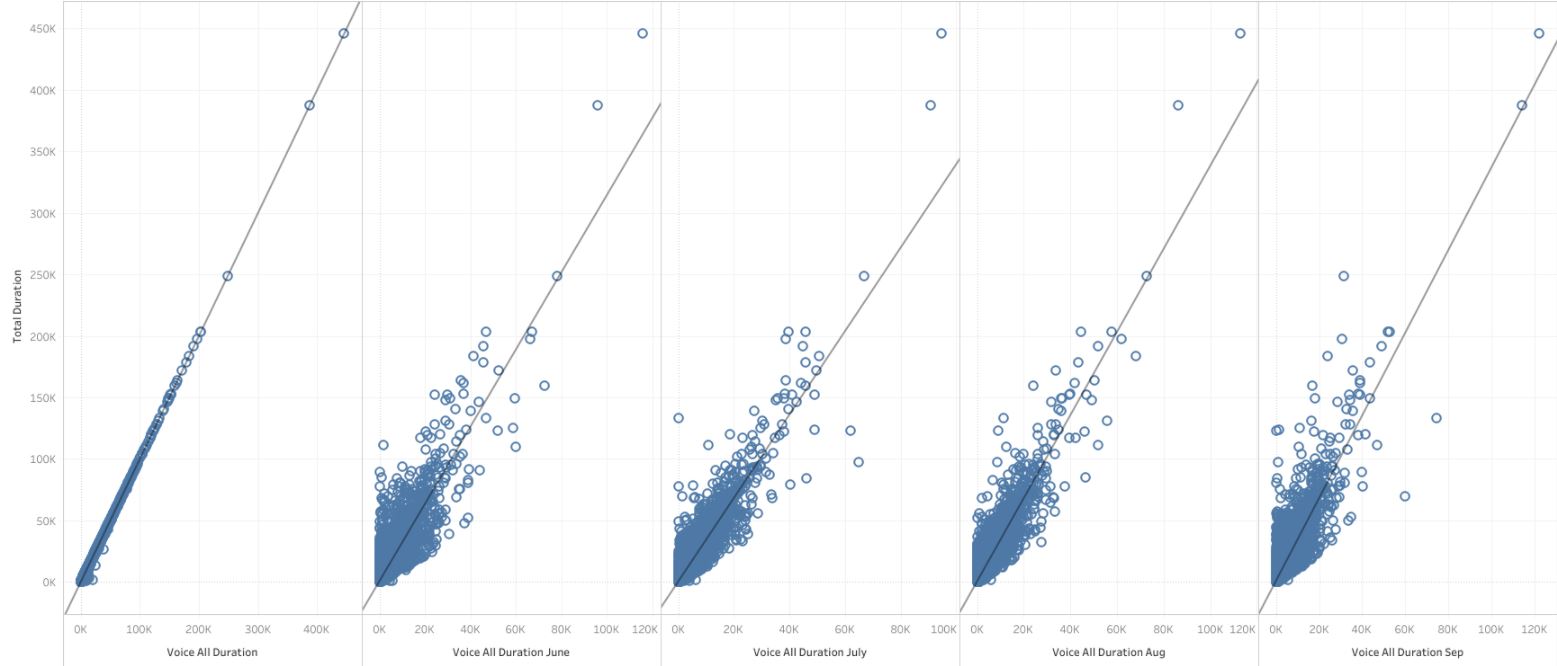 450K
400K
350K
300K
250K
200K
150K
100K
50K
0K
Total Duration
0K 100K 200K 300K 400K
0K 20K 40K 60K 80K 100K 120K
0K 20K 40K 60K 80K 100K
0K 20K 40K 60K 80K 100K 120K
0K 20K 40K 60K 80K 100K 120K
Voice All Duration
Voice All Duration June
Voice All Duration July
Voice All Duration Aug
Voice All Duration Sep